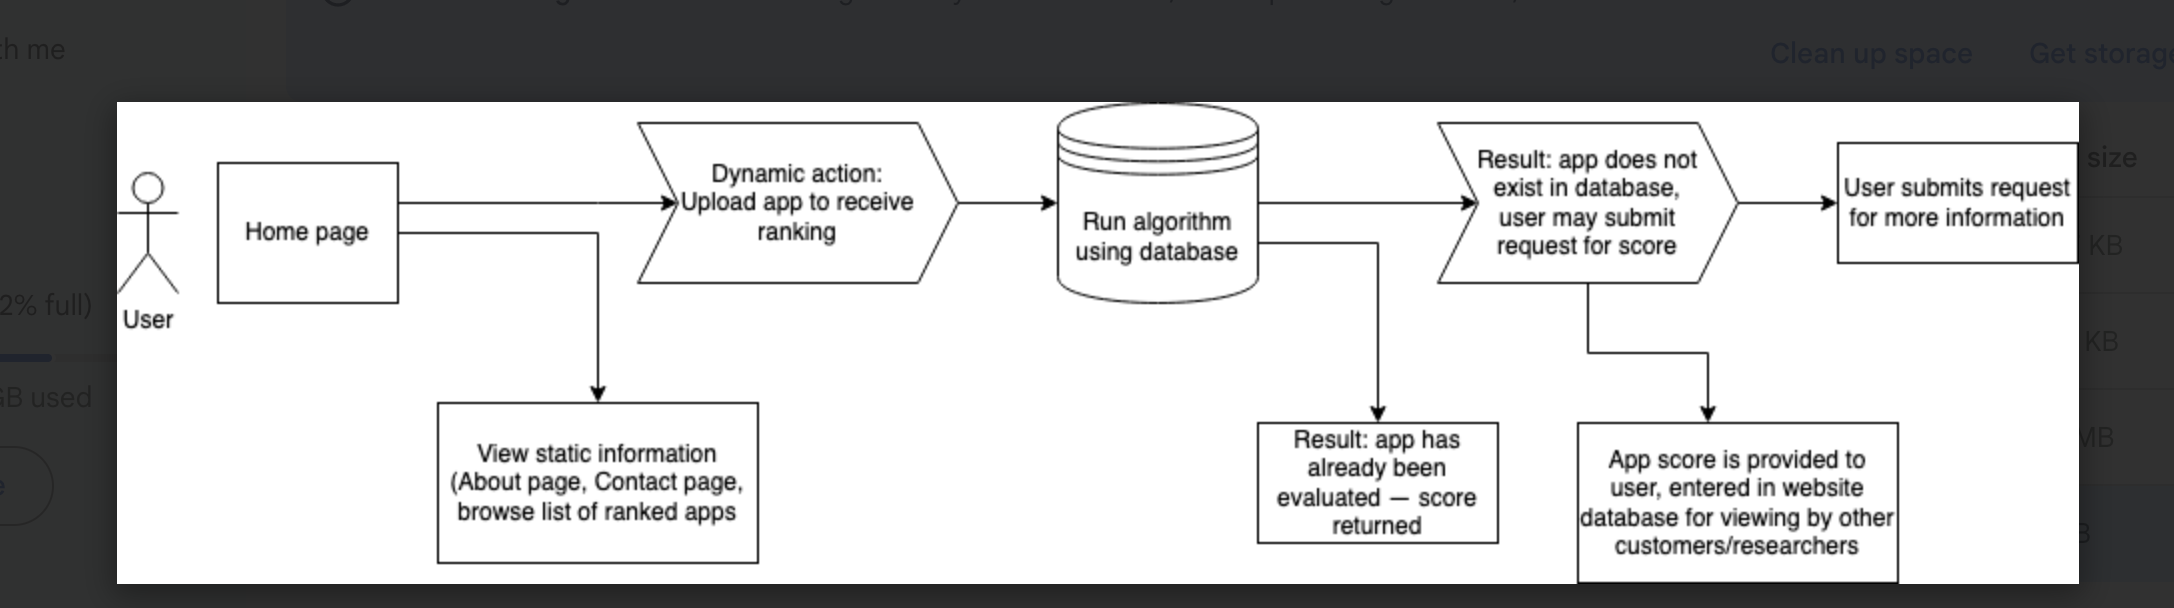 th me
Clean up space
Get storage
size
KB
2% full)
KB
GB used
MB
e
B
User
Home page
Dynamic action:
Upload app to receive
ranking
Run algorithm
using database
Result: app does not
exist in database,
user may submit
request for score
User submits request
for more information
View static information
(About page, Contact page,
browse list of ranked apps
Result: app has
already been
evaluated — score
returned
App score is provided to
user, entered in website
database for viewing by other
customers/researchers